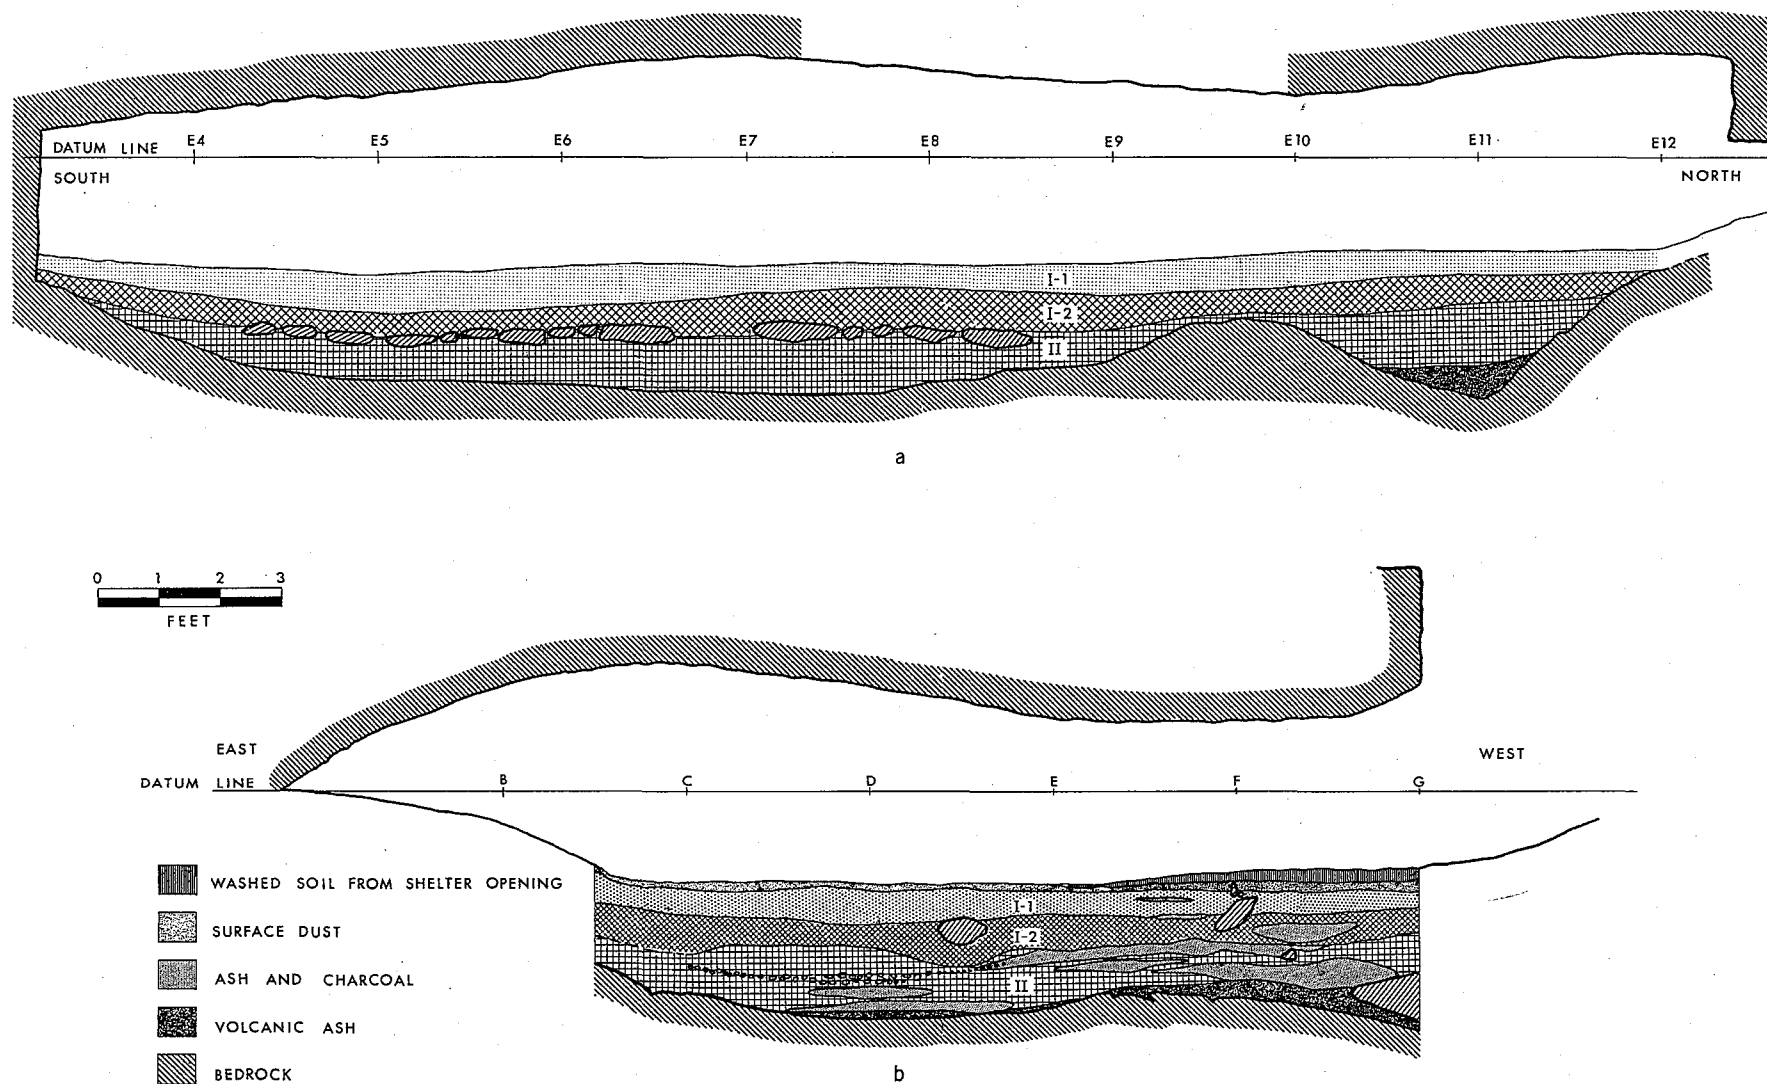 E4 E5 E6 E7 E8 E9 E10 E11 E12
DATUM LINE
SOUTH
NORTH
I-1
I-2
II
a
0 1 2 3
FEET
EAST
WEST
DATUM LINE
B C D E F G
WASHED SOIL FROM SHELTER OPENING
SURFACE DUST
ASH AND CHARCOAL
VOLCANIC ASH
BEDROCK
I-1
I-2
II
b